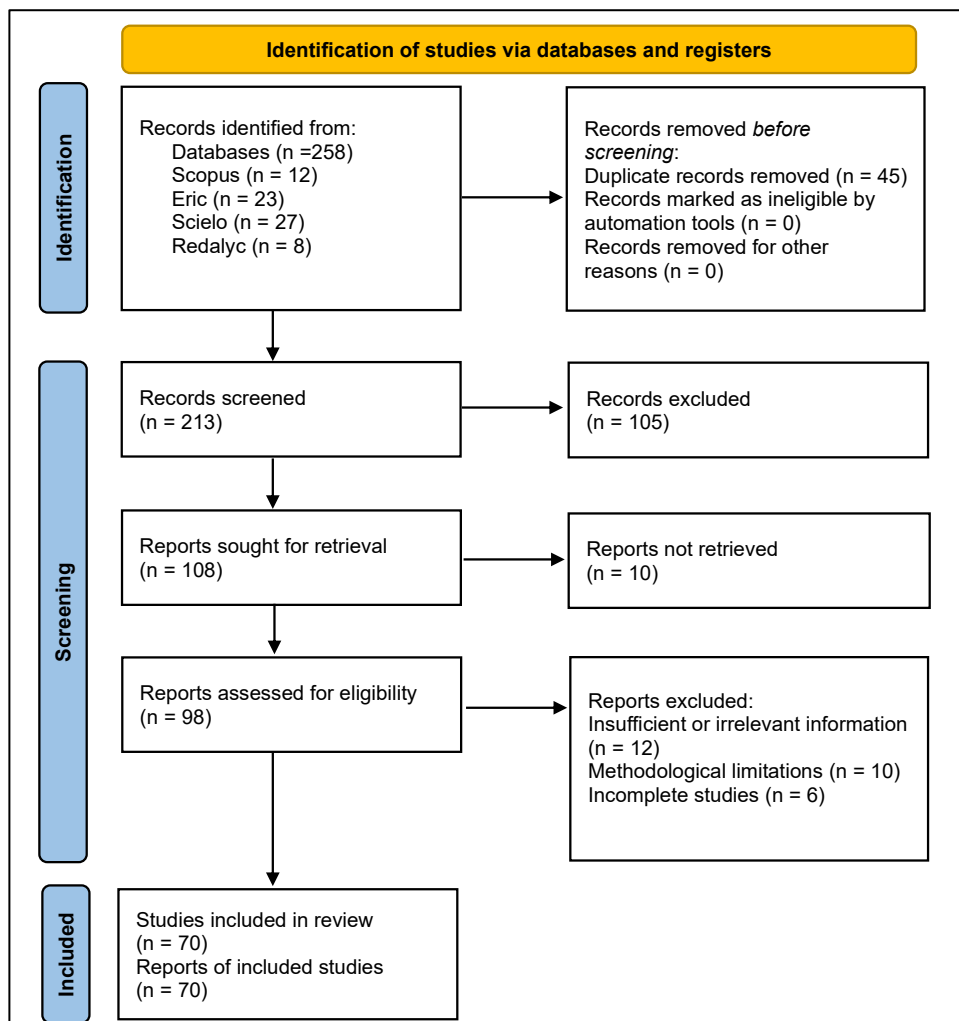 Identification of studies via databases and registers
Identification
Records identified from:
Databases (n =258)
Scopus (n = 12)
Eric (n = 23)
Scielo (n = 27)
Redalyc (n = 8)
Records removed before
screening:
Duplicate records removed (n = 45)
Records marked as ineligible by
automation tools (n = 0)
Records removed for other
reasons (n = 0)
Screening
Records screened
(n = 213)
Records excluded
(n = 105)
Reports sought for retrieval
(n = 108)
Reports not retrieved
(n = 10)
Reports assessed for eligibility
(n = 98)
Reports excluded:
Insufficient or irrelevant information
(n = 12)
Methodological limitations (n = 10)
Incomplete studies (n = 6)
Included
Studies included in review
(n = 70)
Reports of included studies
(n = 70)